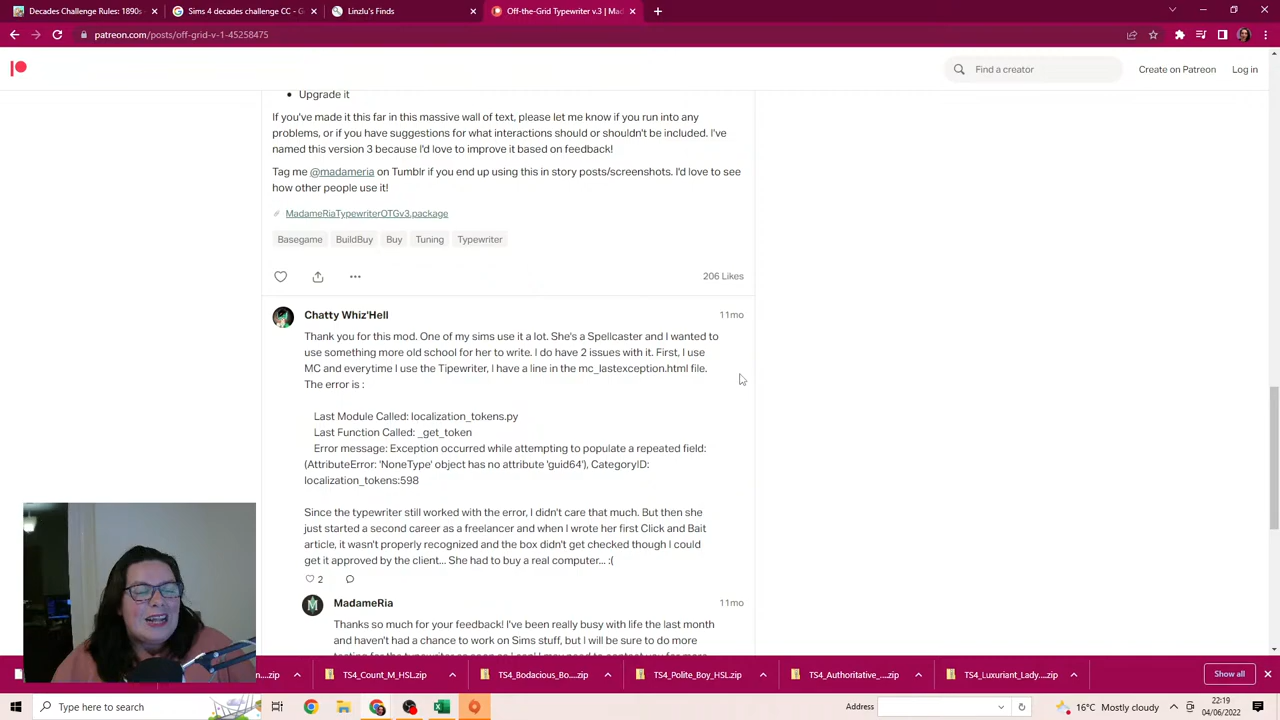 Decades Challenge Rules: 1890s
Sims 4 decades challenge CC - G
Linzlu's Finds
Off-the-Grid Typewriter v.3 | Mad
patreon.com/posts/off-grid-v-1-45258475
Find a creator
Create on Patreon
Log in
• Upgrade it
If you've made it this far in this massive wall of text, please let me know if you run into any
problems, or if you have suggestions for what interactions should or shouldn't be included. I've
named this version 3 because I'd love to improve it based on feedback!
Tag me @madameria on Tumblr if you end up using this in story posts/screenshots. I'd love to see
how other people use it!
MadameRiaTypewriterOTGv3.package
Basegame BuildBuy Buy Tuning Typewriter
206 Likes
Chatty Whiz'Hell 11mo
Thank you for this mod. One of my sims use it a lot. She's a Spellcaster and I wanted to
use something more old school for her to write. I do have 2 issues with it. First, I use
MC and everytime I use the Tipewriter, I have a line in the mc_lastexception.html file.
The error is :
Last Module Called: localization_tokens.py
Last Function Called: _get_token
Error message: Exception occurred while attempting to populate a repeated field:
(AttributeError: 'NoneType' object has no attribute 'guid64'), CategoryID:
localization_tokens:598
Since the typewriter still worked with the error, I didn't care that much. But then she
just started a second career as a freelancer and when I wrote her first Click and Bait
article, it wasn't properly recognized and the box didn't get checked though I could
get it approved by the client... She had to buy a real computer... :(
2
MadameRia 11mo
Thanks so much for your feedback! I've been really busy with life the last month
and haven't had a chance to work on Sims stuff, but I will be sure to do more
....zip
TS4_Count_M_HSL.zip
TS4_Bodacious_Bo....zip
TS4_Polite_Boy_HSL.zip
TS4_Authoritative_....zip
TS4_Luxuriant_Lady....zip
Show all
Type here to search
Address
16°C Mostly cloudy
22:19
04/06/2022